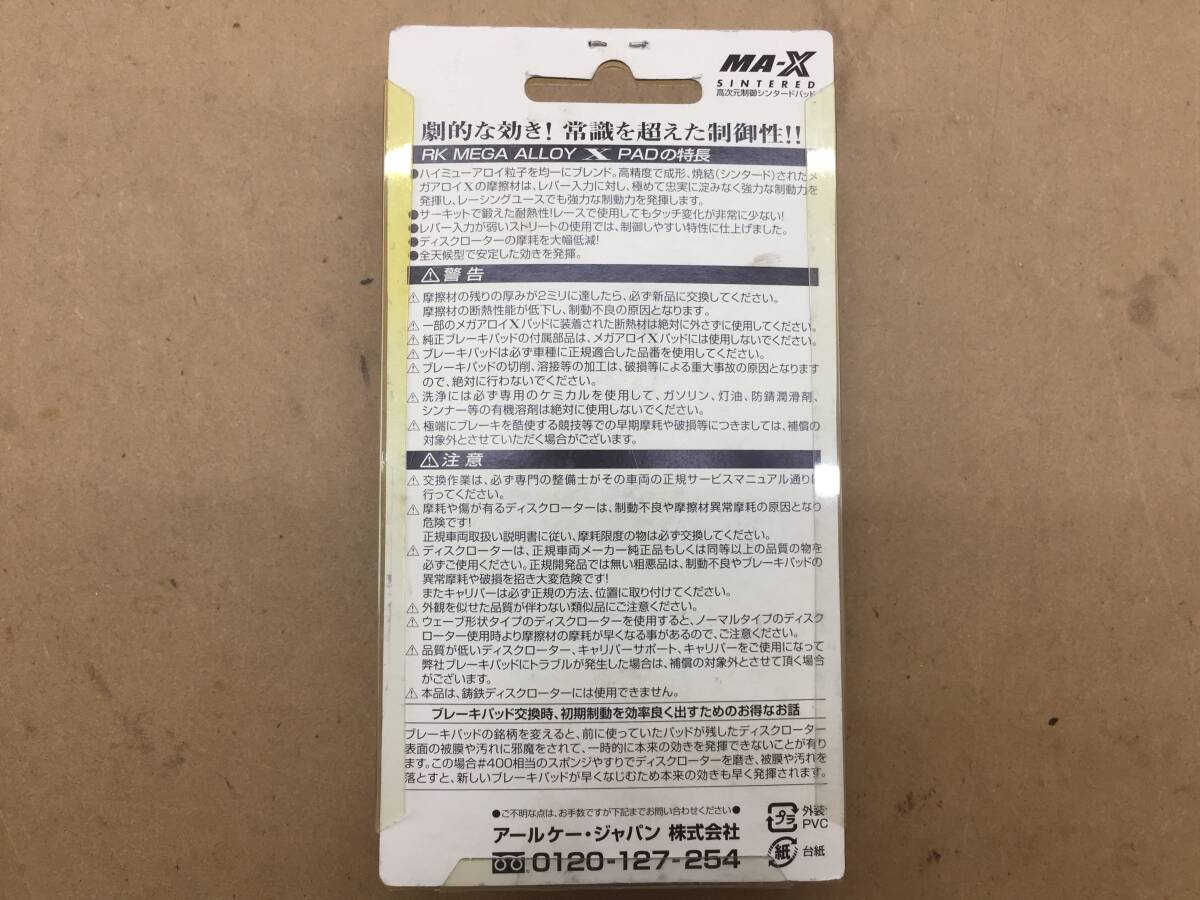 MA-X
SINTERED
高次元制御シンタードパッド
劇的な効き! 常識を超えた制御性!!
RK MEGA ALLOY X PADの特長
●ハイミューアロイ粒子を均一にブレンド。高精度で成形、焼結(シンタード)されたメ
ガアロイXの摩擦材は、レバー入力に対し、極めて忠実に淀みなく強力な制動力を
発揮し、レーシングユースでも強力な制動力を発揮します。
●サーキットで鍛えた耐熱性!レースで使用してもタッチ変化が非常に少ない!
●レバー入力が弱いストリートの使用では、制御しやすい特性に仕上げました。
●ディスクローターの摩耗を大幅低減!
●全天候型で安定した効きを発揮。
⚠警告
⚠ 摩擦材の残りの厚みが2ミリに達したら、必ず新品に交換してください。
摩擦材の断熱性能が低下し、制動不良の原因となります。
⚠ 一部のメガアロイXパッドに装着された断熱材は絶対に外さずに使用してください。
⚠ 純正ブレーキパッドの付属部品は、メガアロイXパッドには使用しないでください。
⚠ ブレーキパッドは必ず車種に正規適合した品番を使用してください。
⚠ ブレーキパッドの切削、溶接等の加工は、破損等による重大事故の原因となります
ので、絶対に行わないでください。
⚠ 洗浄には必ず専用のケミカルを使用して、ガソリン、灯油、防錆潤滑剤、
シンナー等の有機溶剤は絶対に使用しないでください。
⚠ 極端にブレーキを酷使する競技等での早期摩耗や破損等につきましては、補償の
対象外とさせていただく場合がございます。
⚠注意
⚠ 交換作業は、必ず専門の整備士がその車両の正規サービスマニュアル通りに
行ってください。
⚠ 摩耗や傷が有るディスクローターは、制動不良や摩擦材異常摩耗の原因となり
危険です!
正規車両取扱い説明書に従い、摩耗限度の物は必ず交換してください。
⚠ ディスクローターは、正規車両メーカー純正品もしくは同等以上の品質の物を
必ずご使用ください。正規開発品では無い粗悪品は、制動不良やブレーキパッドの
異常摩耗や破損を招き大変危険です!
またキャリパーは必ず正規の方法、位置に取り付けてください。
⚠ 外観を似せた品質が伴わない類似品にご注意ください。
⚠ ウェーブ形状タイプのディスクローターを使用すると、ノーマルタイプのディスク
ローター使用時より摩擦材の摩耗が早くなる事があるので、ご注意ください。
⚠ 品質が低いディスクローター、キャリパーサポート、キャリパーをご使用になって
弊社ブレーキパッドにトラブルが発生した場合は、補償の対象外とさせて頂く場合
がございます。
⚠ 本品は、鋳鉄ディスクローターには使用できません。
ブレーキパッド交換時、初期制動を効率良く出すためのお得なお話
ブレーキパッドの銘柄を変えると、前に使っていたパッドが残したディスクローター
表面の被膜や汚れに邪魔をされて、一時的に本来の効きを発揮できないことが有り
ます。この場合#400相当のスポンジやすりでディスクローターを磨き、被膜や汚れを
落とすと、新しいブレーキパッドが早くなじむため本来の効きも早く発揮されます。
●ご不明な点は、お手数ですが下記までお問い合わせください●
アールケー・ジャパン 株式会社
0120-127-254
プラ 外装:
PVC
紙 台紙